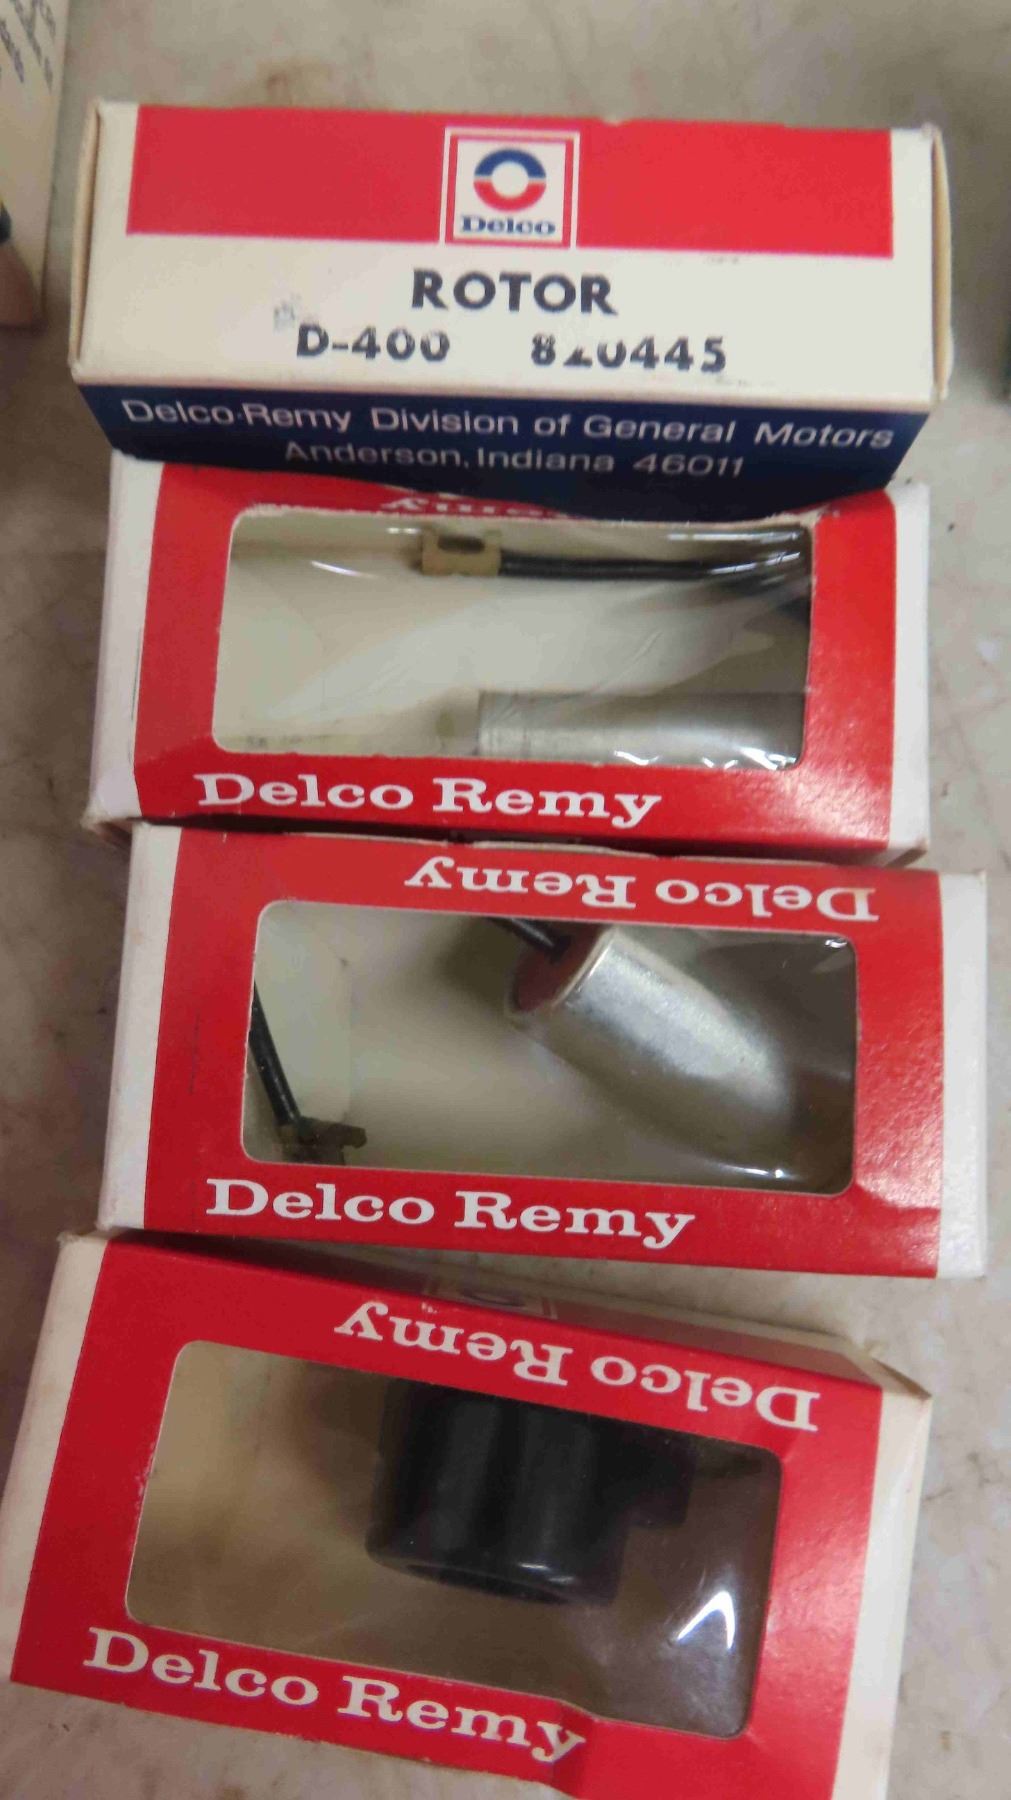 Delco
ROTOR
D-400 820445
Delco-Remy Division of General Motors
Anderson, Indiana 46011
Remy
Delco Remy
Delco Remy
Delco Remy
Delco Remy
Delco Remy